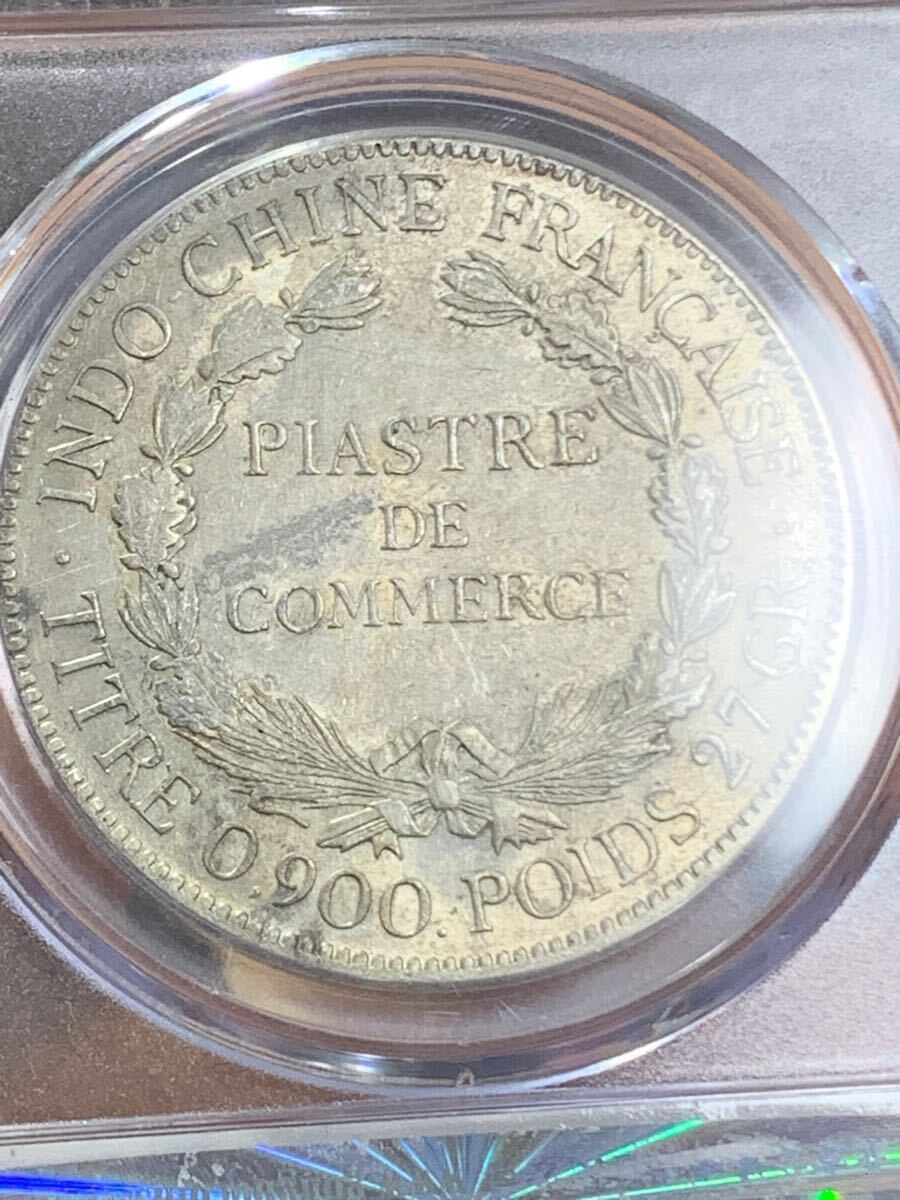 INDO-CHINE FRANÇAISE
PIASTRE
DE
COMMERCE
TITRE 0,900. POIDS 27 GR.